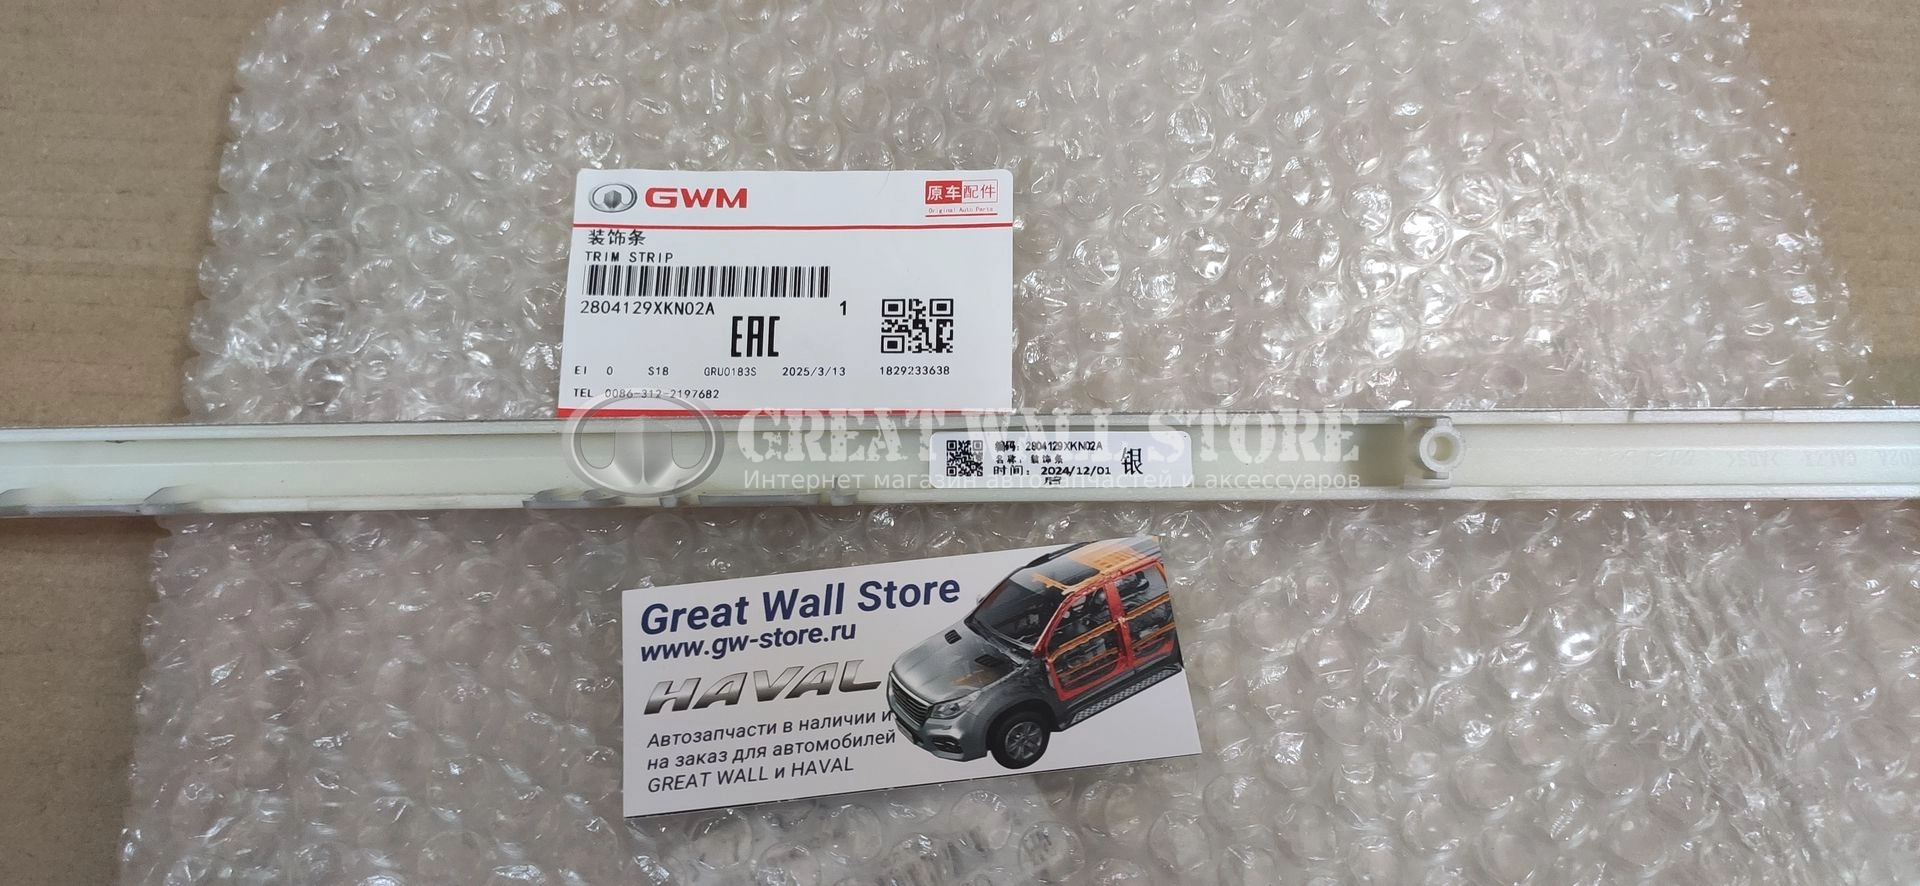 GWM
原车配件
Original Auto Parts
装饰条
TRIM STRIP
2804129XKN02A 1
EAC
EI 0 S18 GRU0183S 2025/3/13 1829233638
TEL 0086-312-2197682
GREAT WALL STORE
Интернет магазин автозапчастей и аксессуаров
编码: 2804129XKN02A
名称: 装饰条
时间: 2024/12/01
银
Great Wall Store
www.gw-store.ru
HAVAL
Автозапчасти в наличии и
на заказ для автомобилей
GREAT WALL и HAVAL